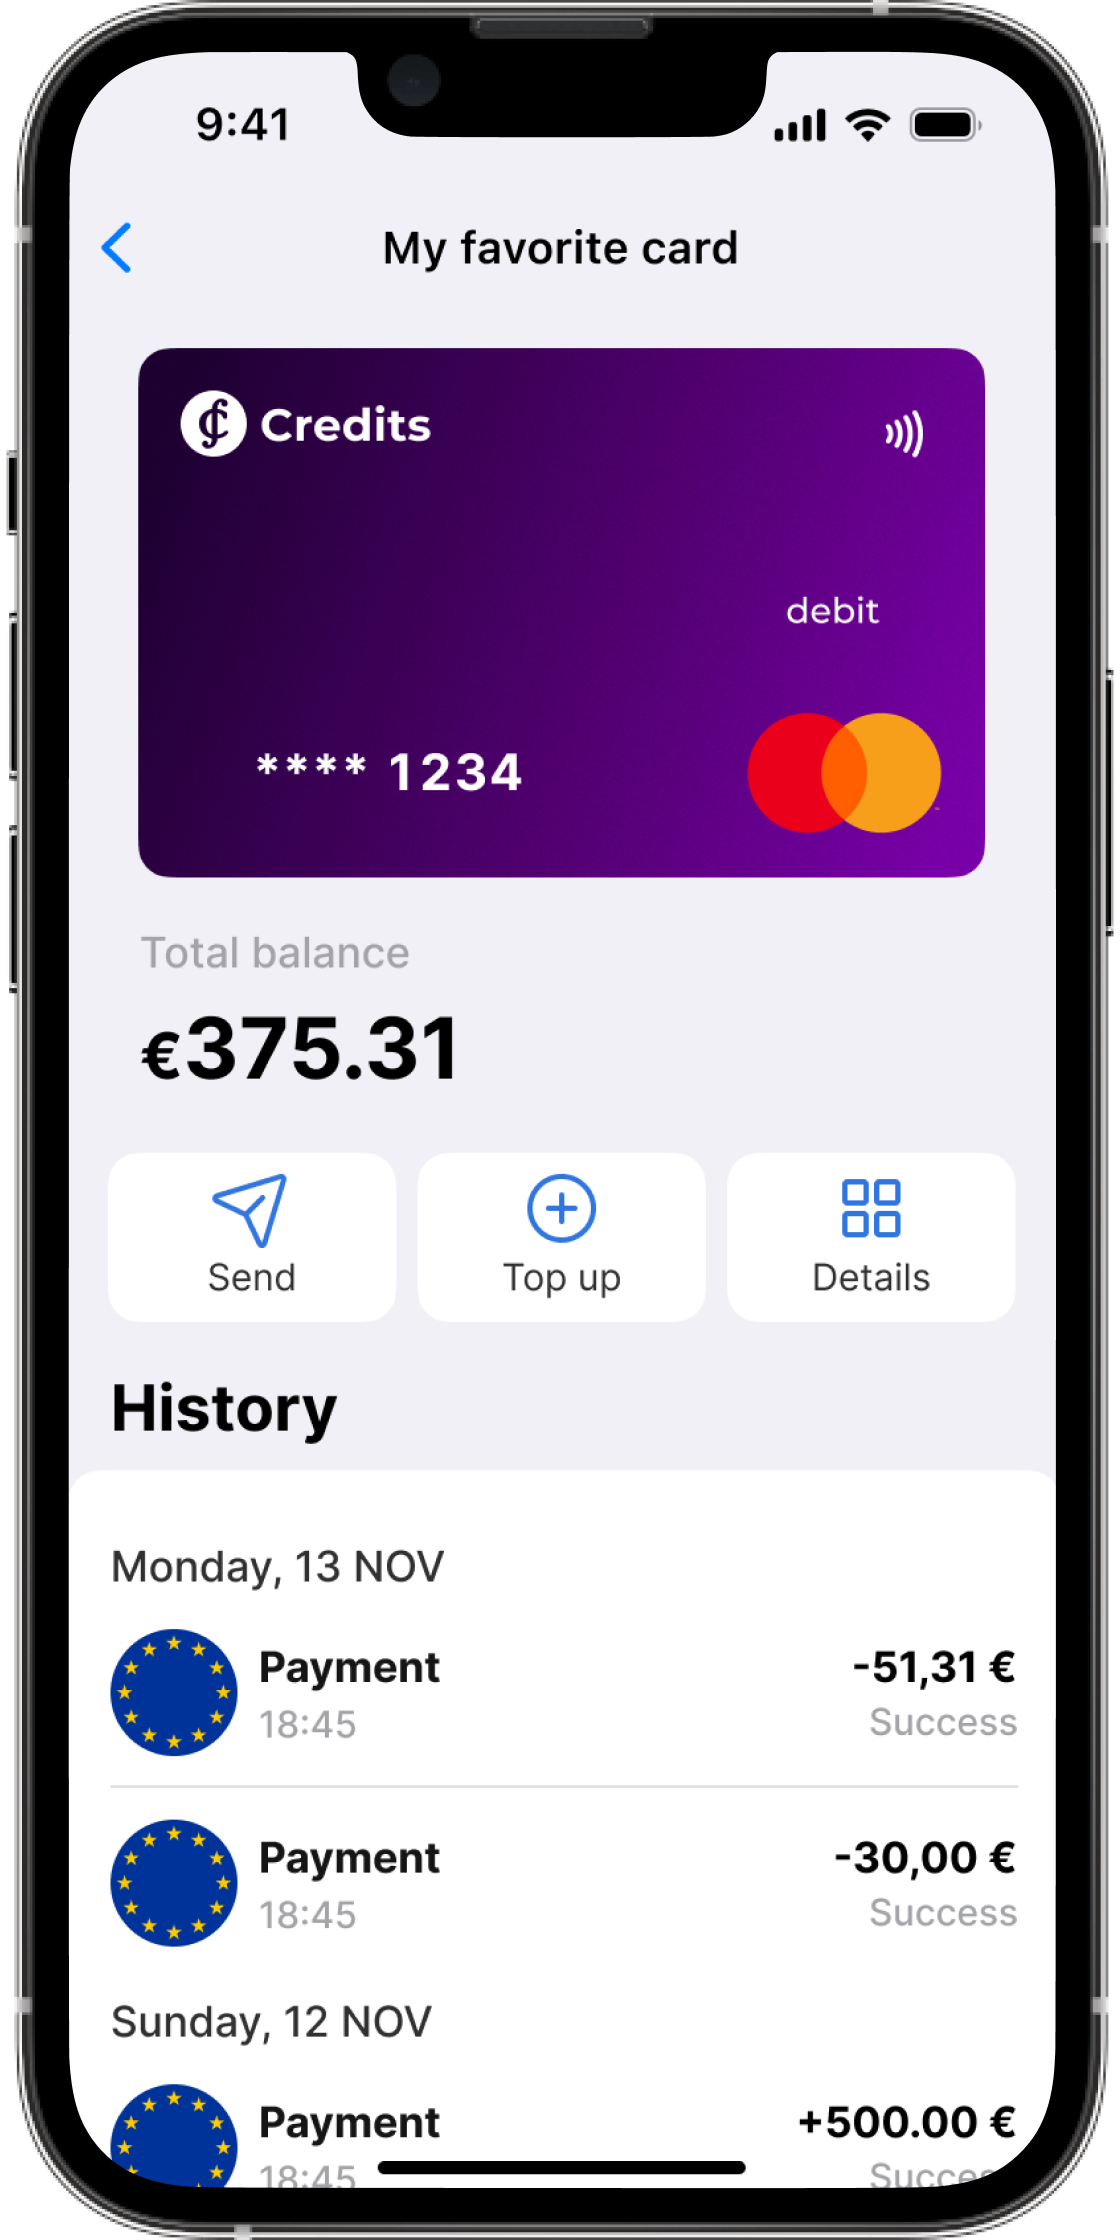 9:41
My favorite card
Credits
debit
**** 1234
Total balance
€375.31
Send
Top up
Details
History
Monday, 13 NOV
Payment
-51,31 €
18:45
Success
Payment
-30,00 €
18:45
Success
Sunday, 12 NOV
Payment
+500.00 €
18:45